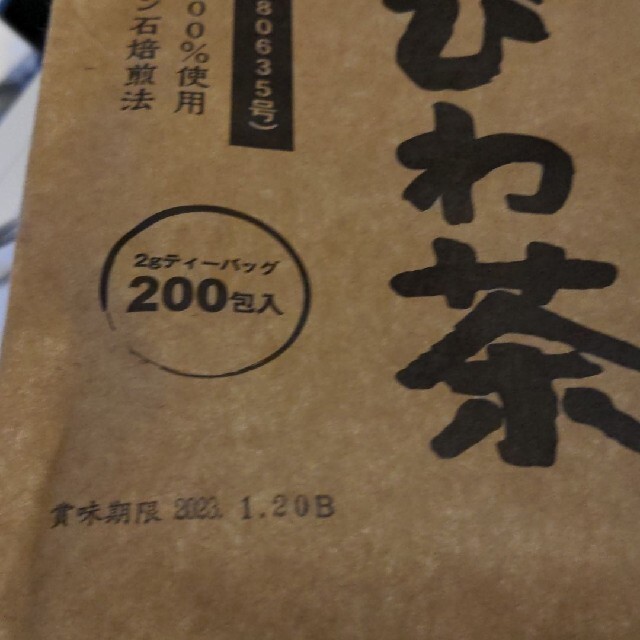 びわ茶
80635号)
00%使用
石焙煎法
2gティーバッグ
200包入
賞味期限 2023. 1.20B